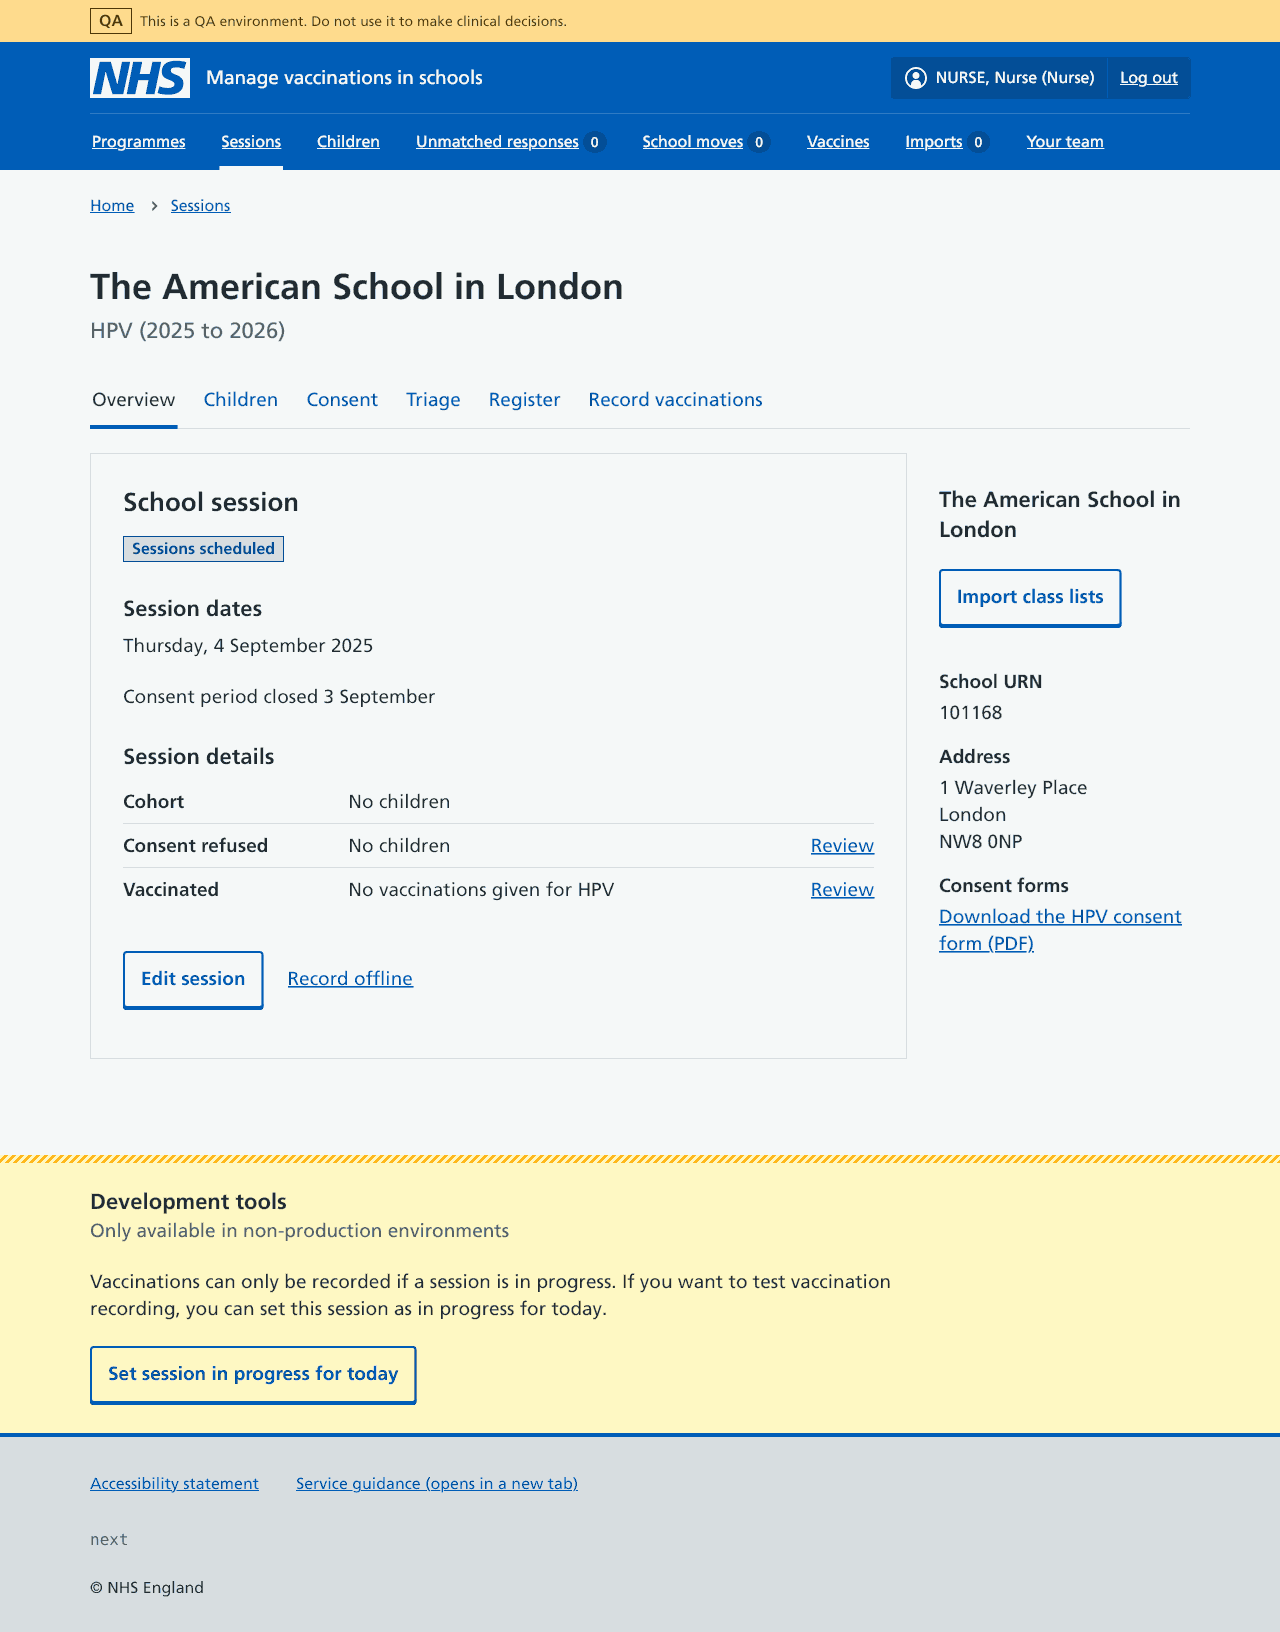 QA This is a QA environment. Do not use it to make clinical decisions.
NHS Manage vaccinations in schools NURSE, Nurse (Nurse) Log out
Programmes Sessions Children Unmatched responses 0 School moves 0 Vaccines Imports 0 Your team
Home › Sessions
The American School in London
HPV (2025 to 2026)
Overview Children Consent Triage Register Record vaccinations
School session
Sessions scheduled
Session dates
Thursday, 4 September 2025
Consent period closed 3 September
Session details
Cohort No children
Consent refused No children Review
Vaccinated No vaccinations given for HPV Review
Edit session Record offline
The American School in
London
Import class lists
School URN
101168
Address
1 Waverley Place
London
NW8 0NP
Consent forms
Download the HPV consent
form (PDF)
Development tools
Only available in non-production environments
Vaccinations can only be recorded if a session is in progress. If you want to test vaccination
recording, you can set this session as in progress for today.
Set session in progress for today
Accessibility statement Service guidance (opens in a new tab)
next
© NHS England